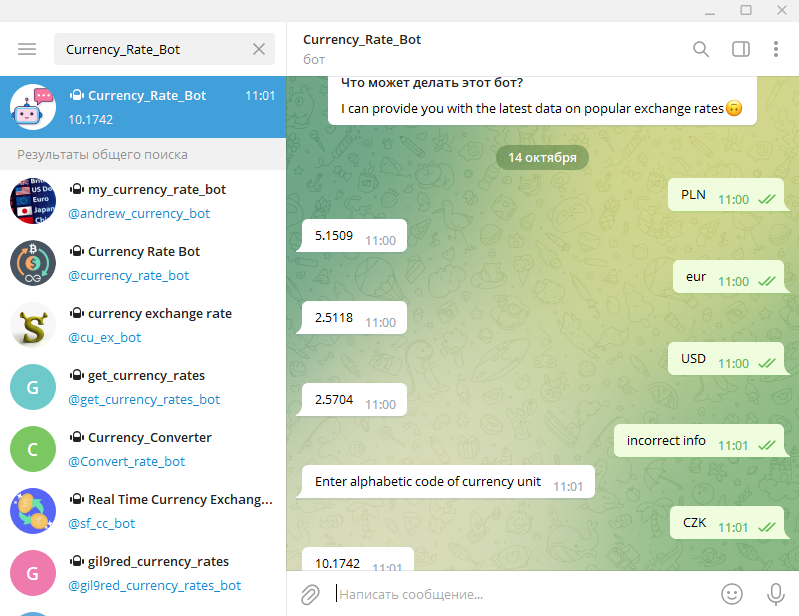 Currency_Rate_Bot
Currency_Rate_Bot
11:01
10.1742
Результаты общего поиска
my_currency_rate_bot
@andrew_currency_bot
Currency Rate Bot
@currency_rate_bot
currency exchange rate
@cu_ex_bot
G
get_currency_rates
@get_currency_rates_bot
C
Currency_Converter
@Convert_rate_bot
Real Time Currency Exchang...
@sf_cc_bot
G
gil9red_currency_rates
@gil9red_currency_rates_bot
Currency_Rate_Bot
бот
Что может делать этот бот?
I can provide you with the latest data on popular exchange rates🙃
14 октября
PLN 11:00
5.1509 11:00
eur 11:00
2.5118 11:00
USD 11:00
2.5704 11:00
incorrect info 11:01
Enter alphabetic code of currency unit 11:01
CZK 11:01
10.1742 11:01
Написать сообщение...